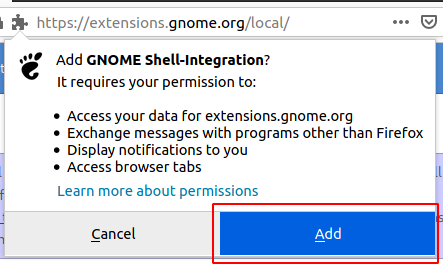 https://extensions.gnome.org/local/
Add GNOME Shell-Integration?
It requires your permission to:
• Access your data for extensions.gnome.org
• Exchange messages with programs other than Firefox
• Display notifications to you
• Access browser tabs
Learn more about permissions
Cancel Add